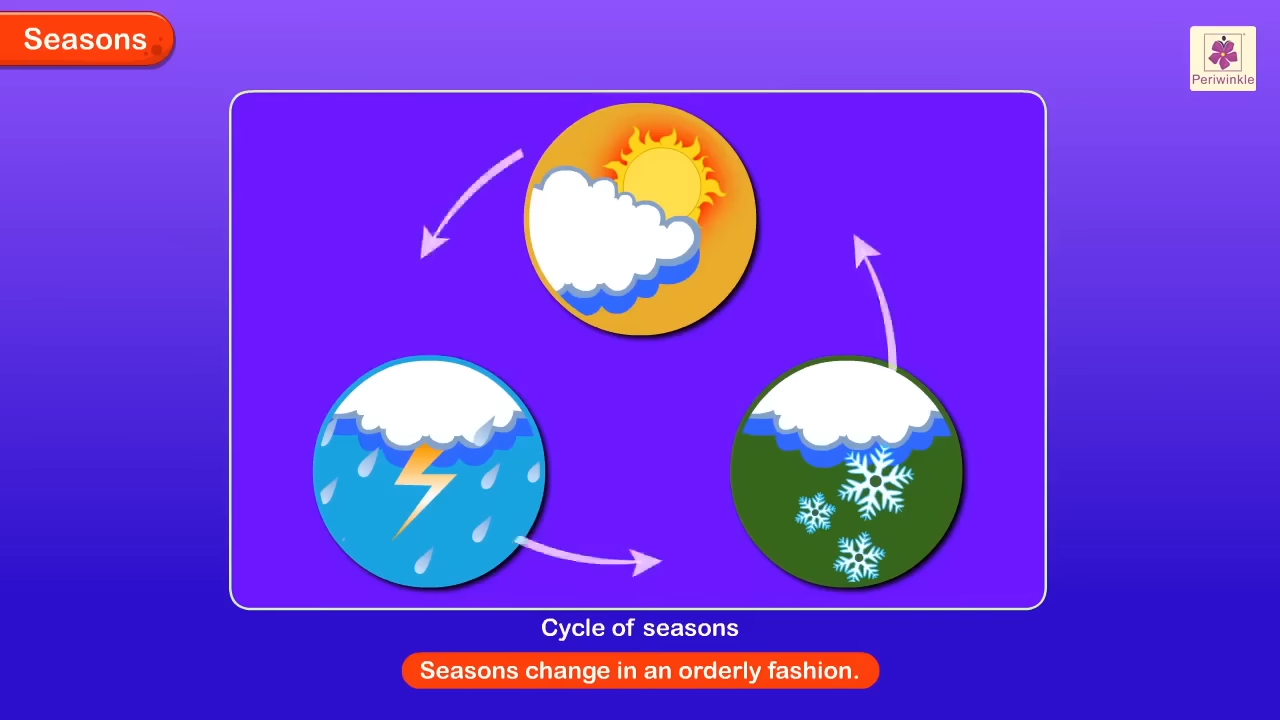 Seasons
Periwinkle
Cycle of seasons
Seasons change in an orderly fashion.